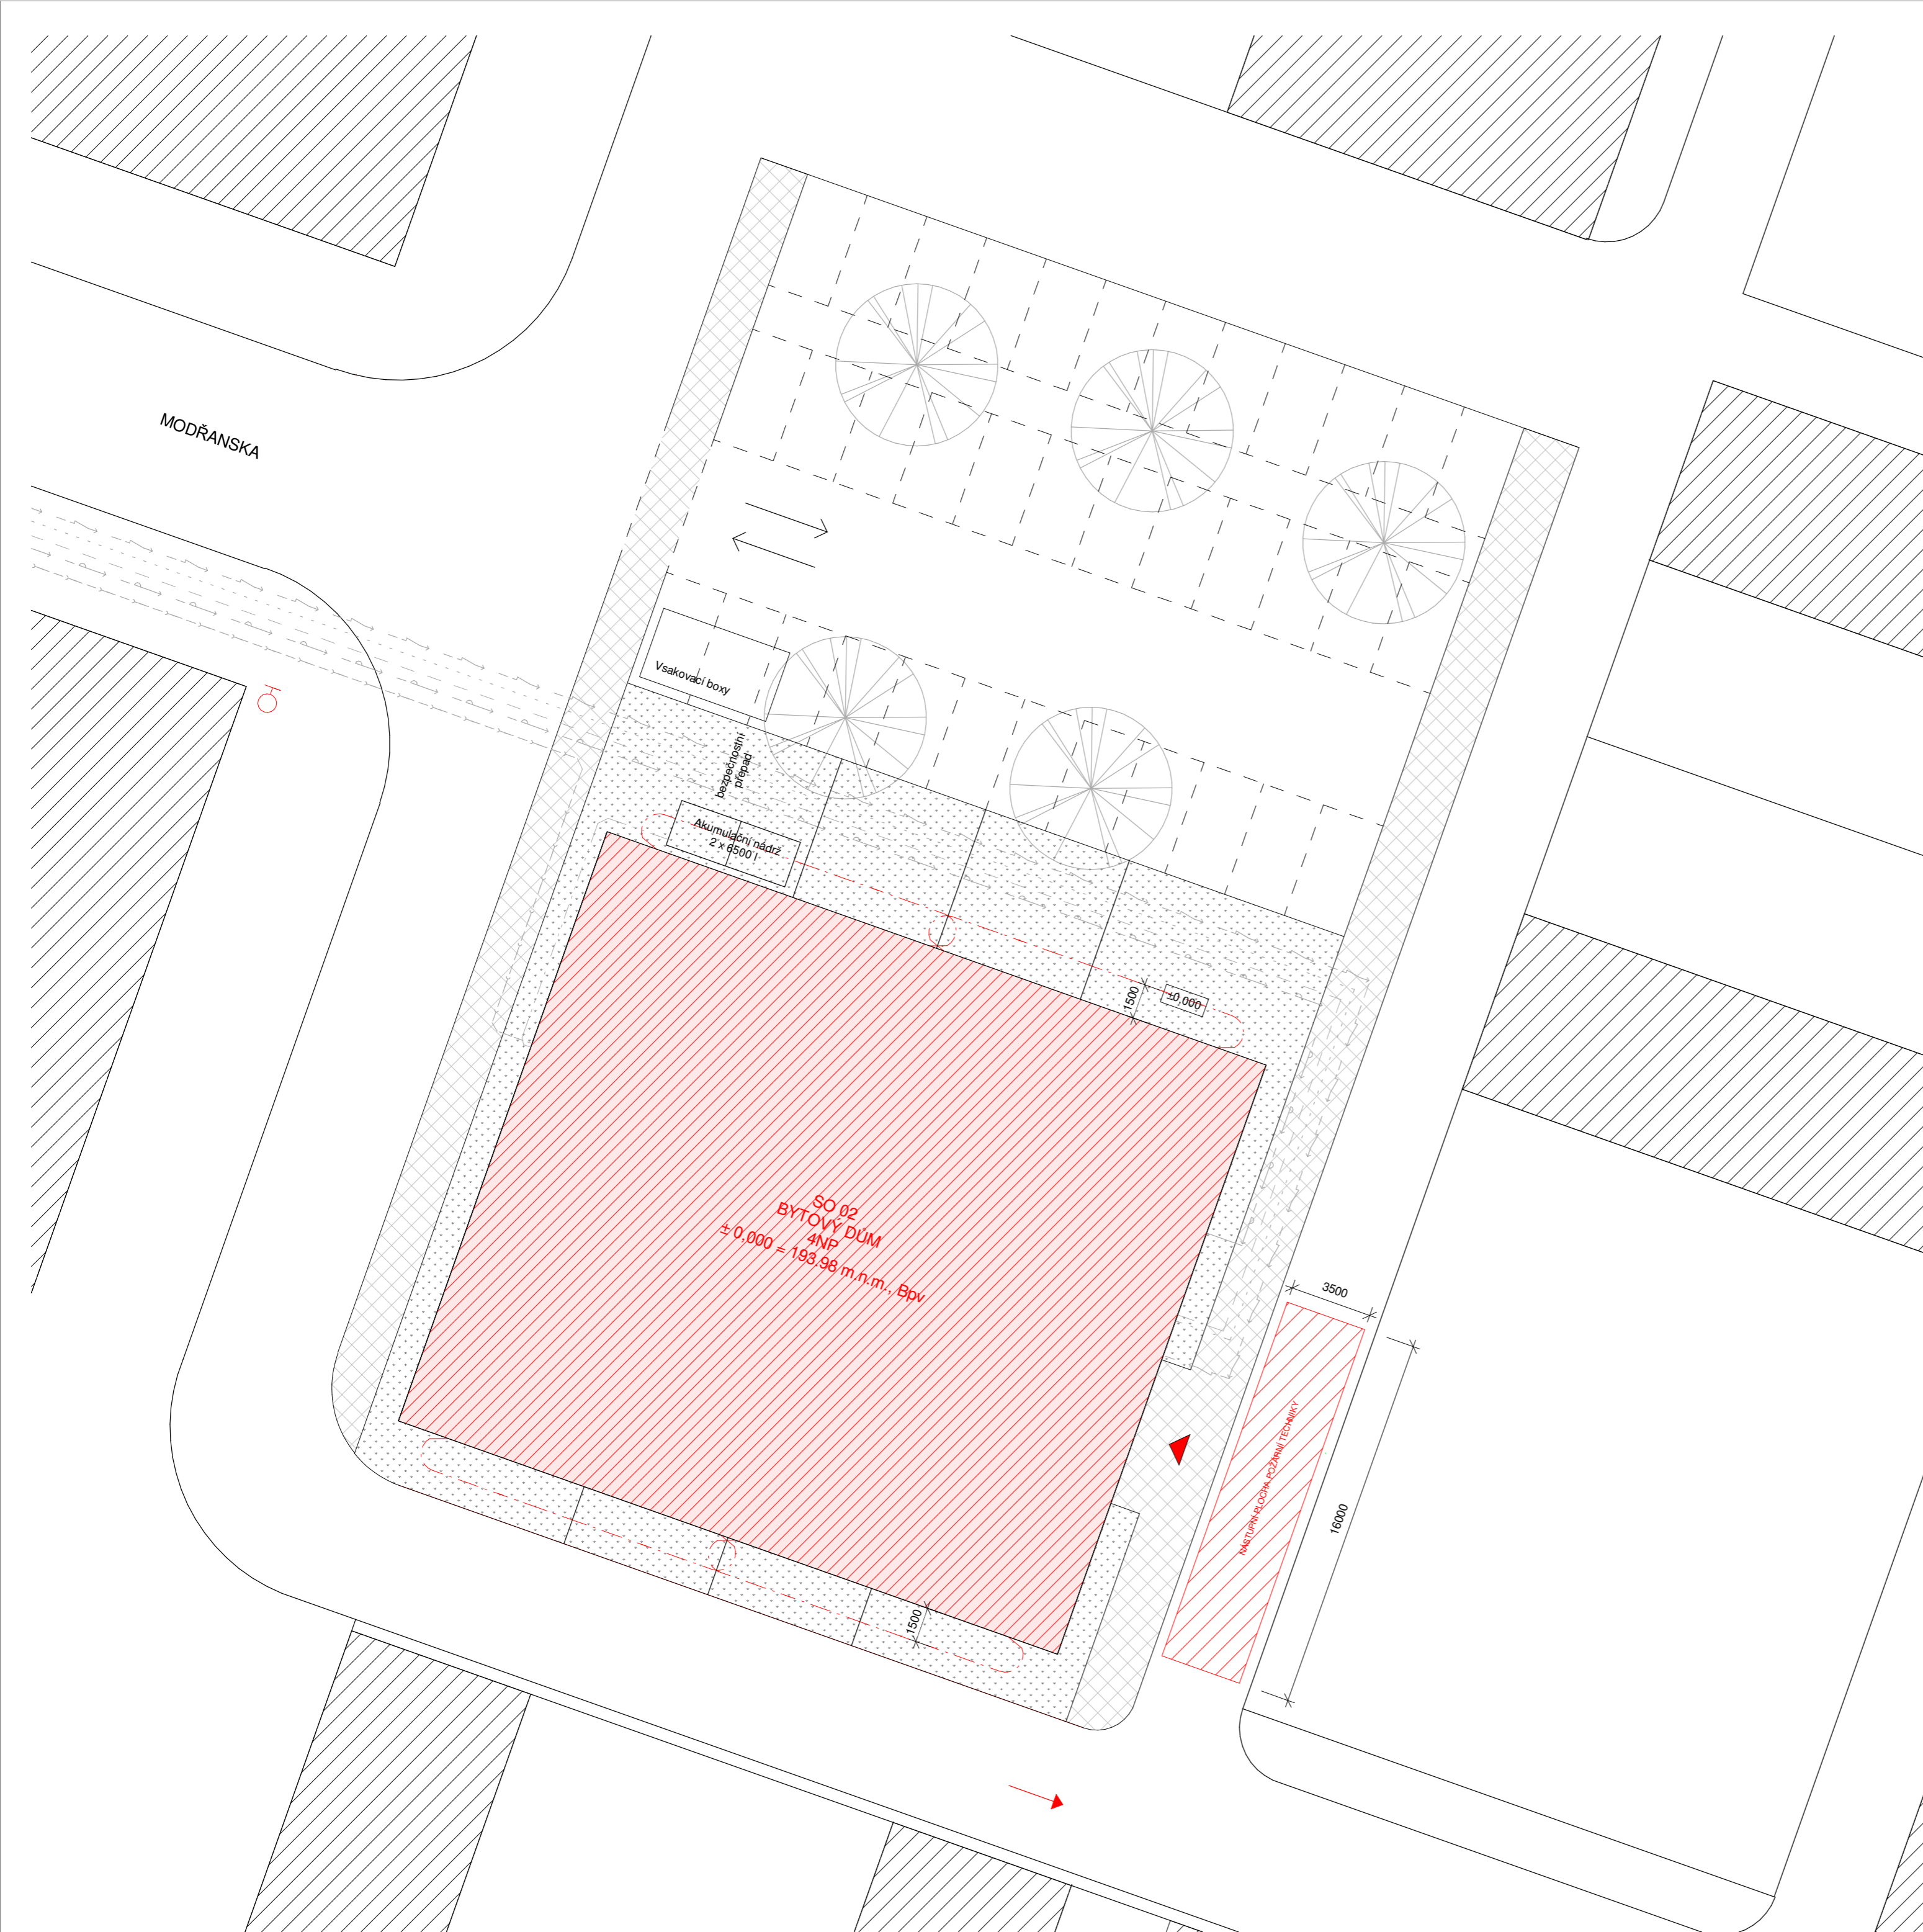 MODŘANSKA
Vsakovací boxy
bezpečnostní
přepad
Akumulační nádrž
2 x 6500 l
1500
±0,000
SO 02
BYTOVÝ DŮM
4NP
± 0,000 = 193.98 m.n.m., Bpv
3500
NÁSTUPNÍ PLOCHA POŽÁRNÍ TECHNIKY
16000
1500